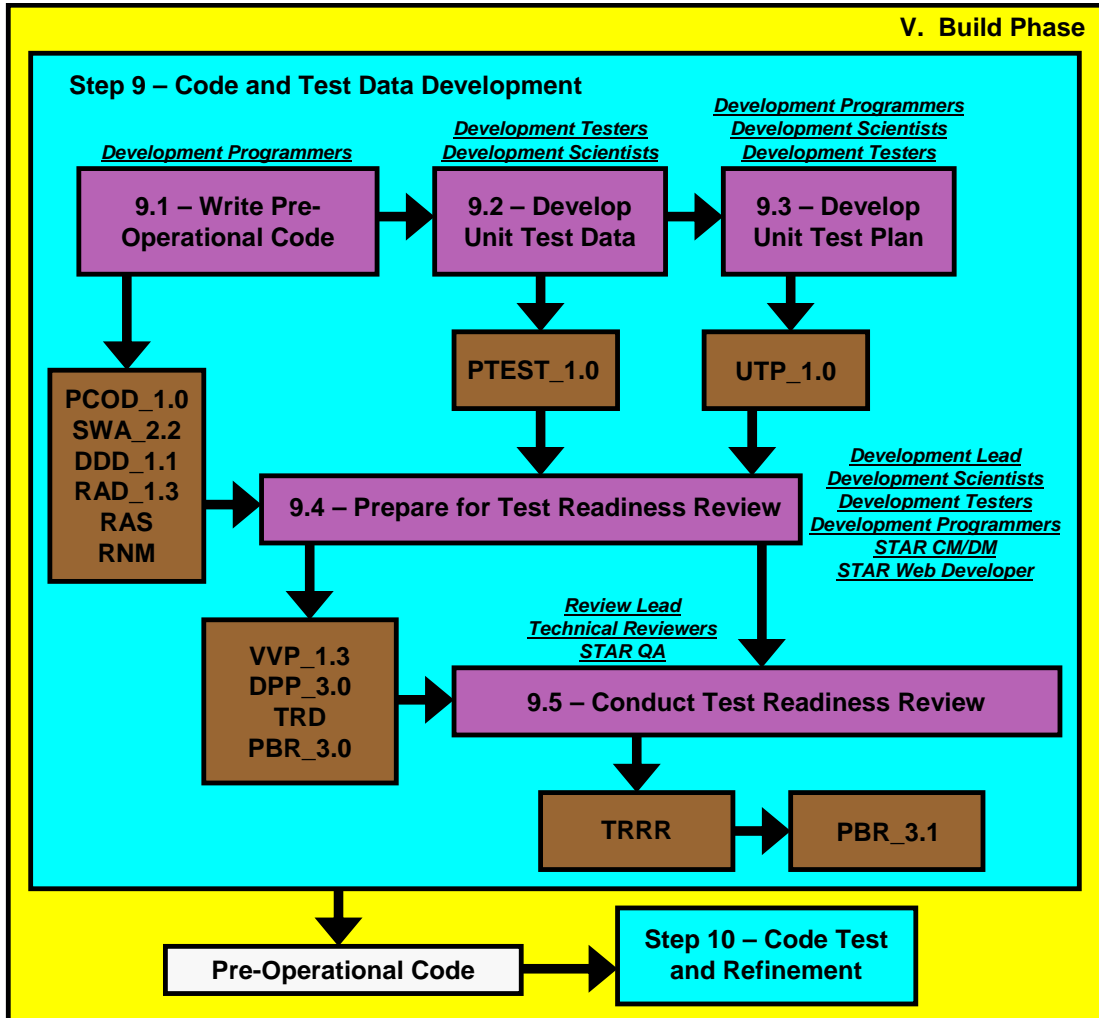 V. Build Phase
Step 9 – Code and Test Data Development
Development Programmers
Development Testers
Development Scientists
Development Programmers
Development Scientists
Development Testers
9.1 – Write Pre-
Operational Code
9.2 – Develop
Unit Test Data
9.3 – Develop
Unit Test Plan
PCOD_1.0
SWA_2.2
DDD_1.1
RAD_1.3
RAS
RNM
PTEST_1.0
UTP_1.0
9.4 – Prepare for Test Readiness Review
Development Lead
Development Scientists
Development Testers
Development Programmers
STAR CM/DM
STAR Web Developer
VVP_1.3
DPP_3.0
TRD
PBR_3.0
Review Lead
Technical Reviewers
STAR QA
9.5 – Conduct Test Readiness Review
TRRR
PBR_3.1
Pre-Operational Code
Step 10 – Code Test
and Refinement